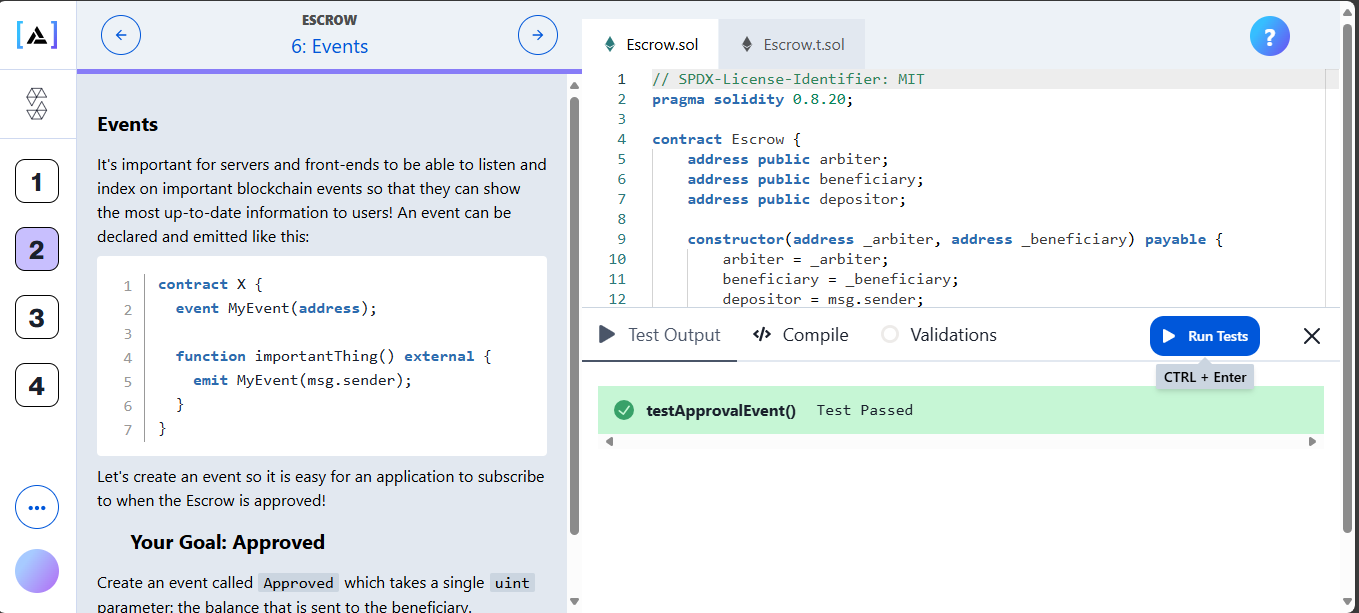 ESCROW
6: Events
1
2
3
4
Events
It's important for servers and front-ends to be able to listen and
index on important blockchain events so that they can show
the most up-to-date information to users! An event can be
declared and emitted like this:
1 contract X {
2 event MyEvent(address);
3
4 function importantThing() external {
5 emit MyEvent(msg.sender);
6 }
7 }
Let's create an event so it is easy for an application to subscribe
to when the Escrow is approved!
Your Goal: Approved
Create an event called Approved which takes a single uint
parameter: the balance that is sent to the beneficiary.
Escrow.sol Escrow.t.sol
?
1 // SPDX-License-Identifier: MIT
2 pragma solidity 0.8.20;
3
4 contract Escrow {
5 address public arbiter;
6 address public beneficiary;
7 address public depositor;
8
9 constructor(address _arbiter, address _beneficiary) payable {
10 arbiter = _arbiter;
11 beneficiary = _beneficiary;
12 depositor = msg.sender;
Test Output </> Compile Validations Run Tests
CTRL + Enter
testApprovalEvent() Test Passed